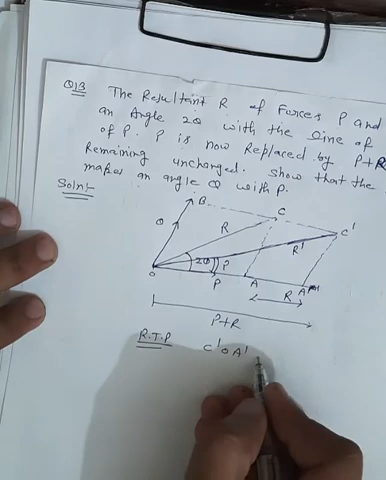 Q13 The Resultant R of Forces P and
an Angle 2θ with the line of
of P. P is now Replaced by P+R
Remaining unchanged. Show that the
makes an angle θ with P.
Soln:-
B
C
C'
Q
R
R'
2θ
P
O
P
A
A'
R
P+R
R.T.P C'OA'